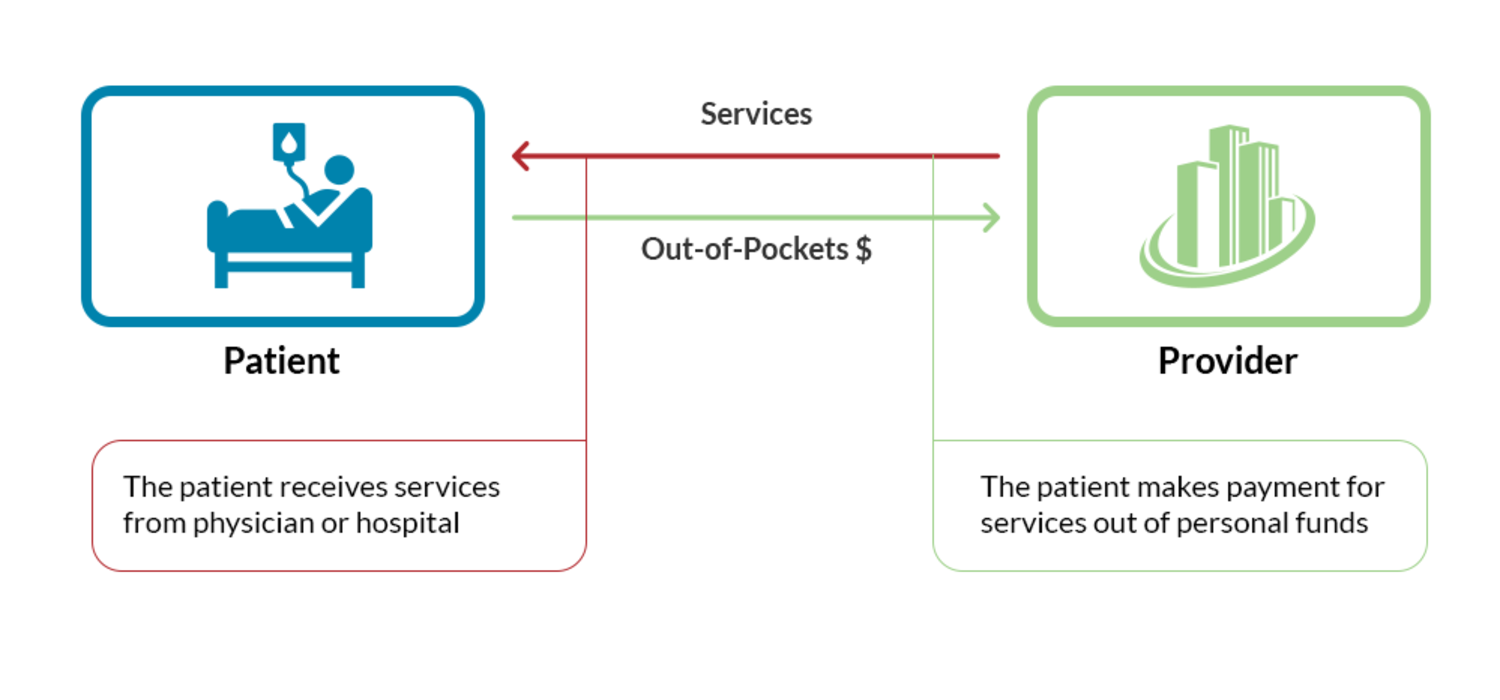 Services
Out-of-Pockets $
Patient
Provider
The patient receives services
from physician or hospital
The patient makes payment for
services out of personal funds